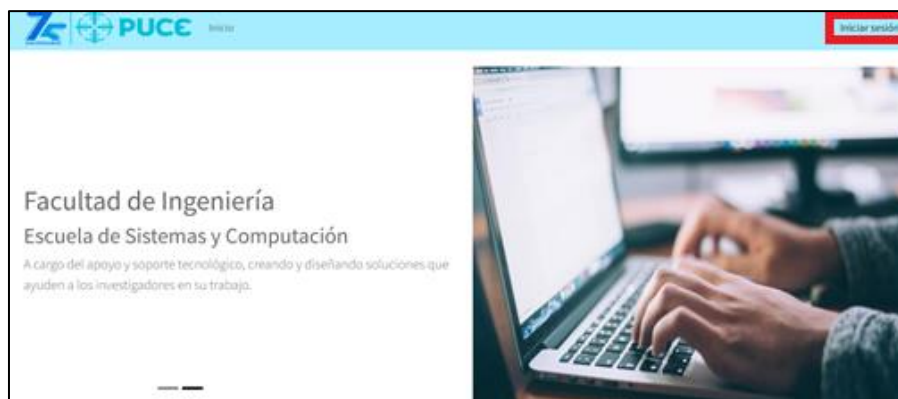 75 PUCE Inicio Iniciar sesión
Facultad de Ingeniería
Escuela de Sistemas y Computación
A cargo del apoyo y soporte tecnológico, creando y diseñando soluciones que
ayuden a los investigadores en su trabajo.